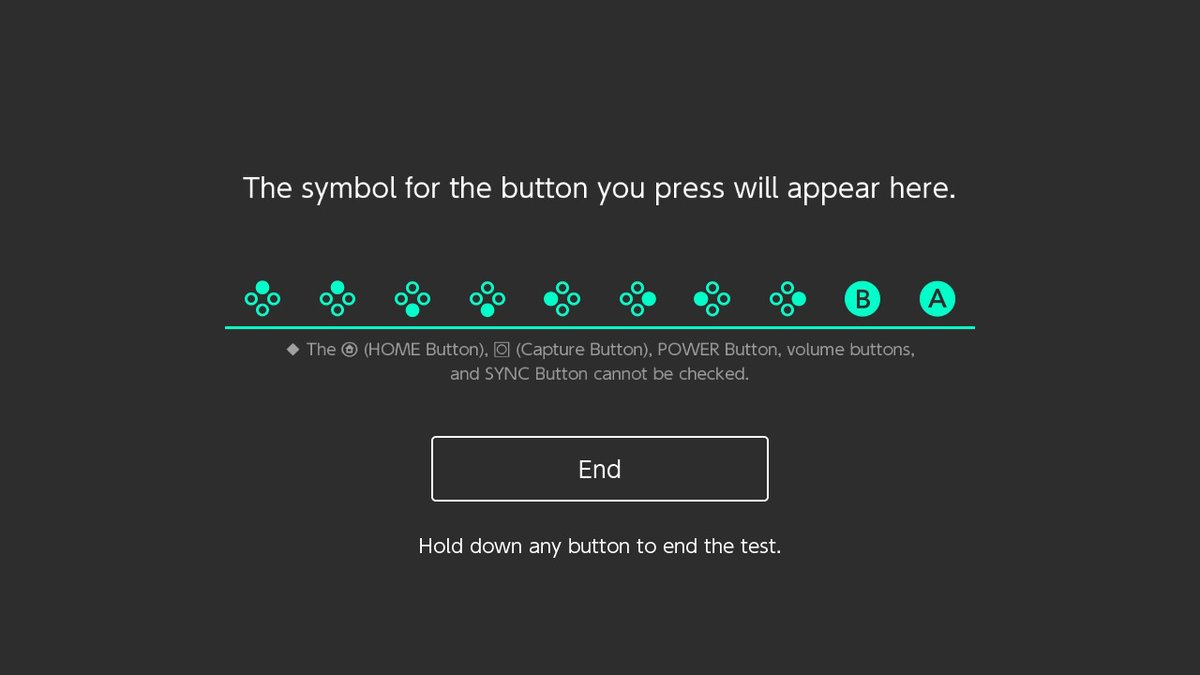 The symbol for the button you press will appear here.
B A
◆ The (HOME Button), (Capture Button), POWER Button, volume buttons,
and SYNC Button cannot be checked.
End
Hold down any button to end the test.